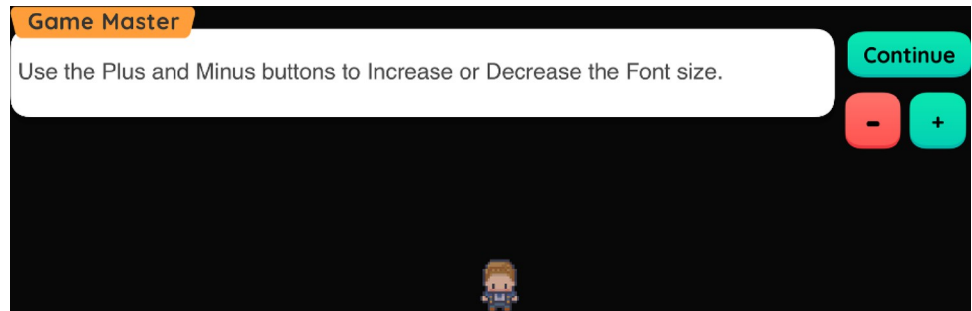 Game Master
Use the Plus and Minus buttons to Increase or Decrease the Font size.
Continue
- +